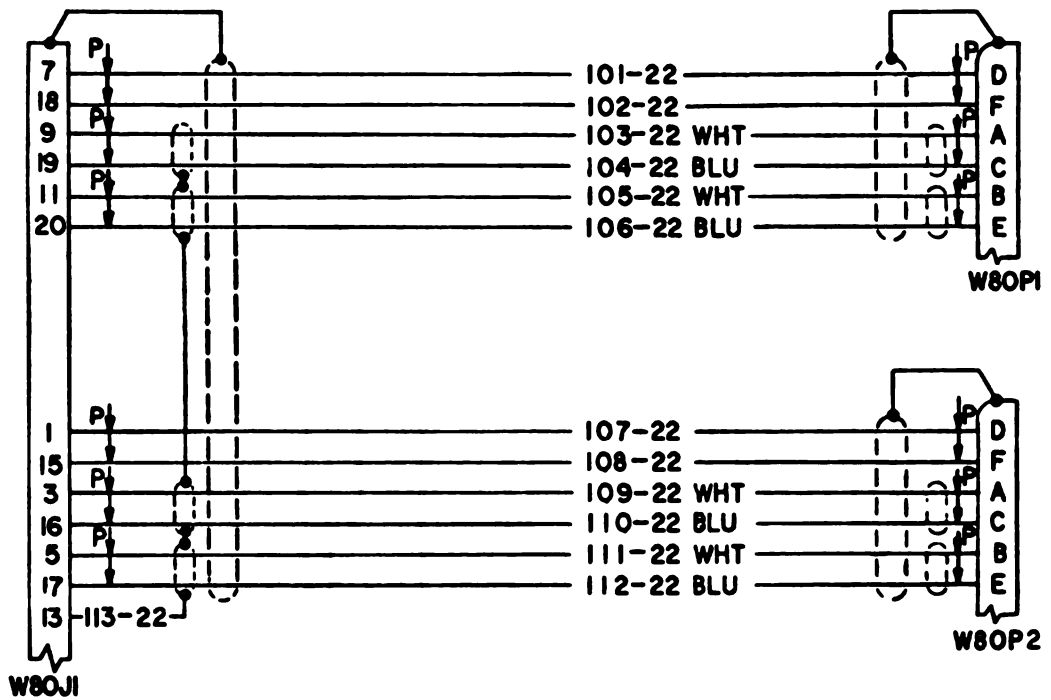 P
7 101-22 P D
18 102-22 F
P P
9 103-22 WHT A
19 104-22 BLU C
P P
11 105-22 WHT B
20 106-22 BLU E
W80P1
P P
1 107-22 D
15 108-22 F
P P
3 109-22 WHT A
16 110-22 BLU C
P P
5 111-22 WHT B
17 112-22 BLU E
13 113-22
W80P2
W80J1